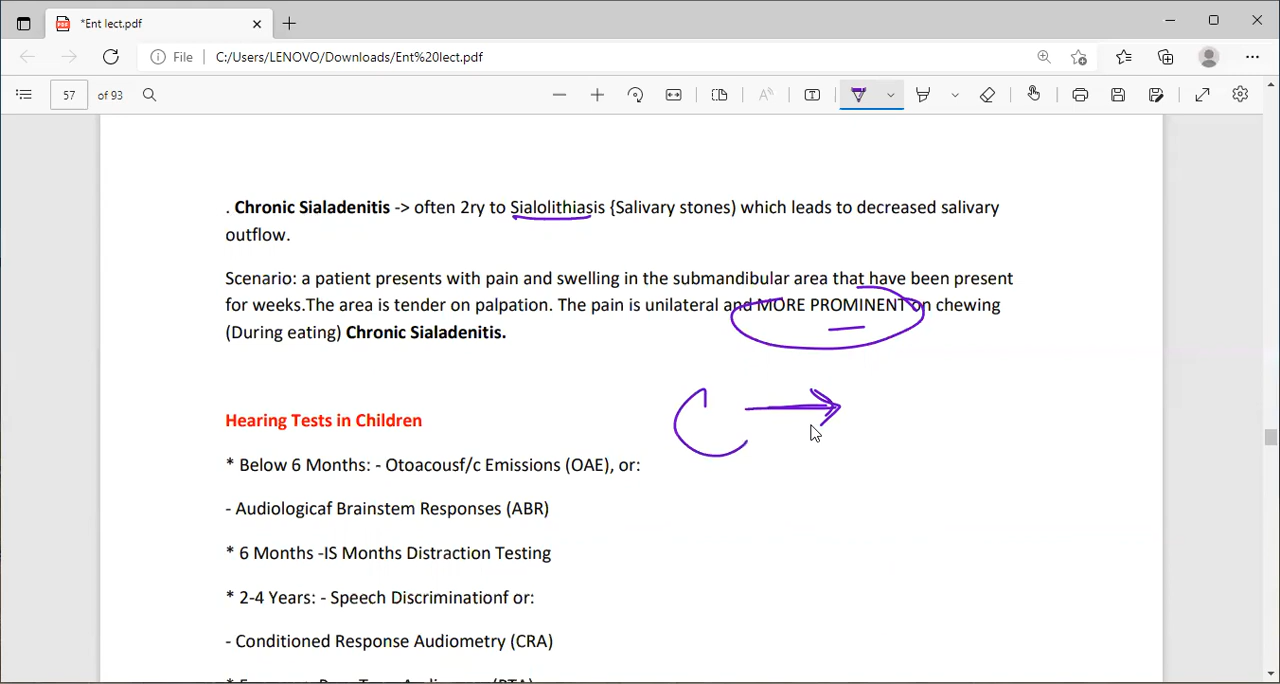 *Ent lect.pdf
File C:/Users/LENOVO/Downloads/Ent%20lect.pdf
57 of 93
. Chronic Sialadenitis -> often 2ry to Sialolithiasis {Salivary stones) which leads to decreased salivary
outflow.
Scenario: a patient presents with pain and swelling in the submandibular area that have been present
for weeks.The area is tender on palpation. The pain is unilateral and MORE PROMINENT on chewing
(During eating) Chronic Sialadenitis.
Hearing Tests in Children
* Below 6 Months: - Otoacousf/c Emissions (OAE), or:
- Audiologicaf Brainstem Responses (ABR)
* 6 Months -IS Months Distraction Testing
* 2-4 Years: - Speech Discriminationf or:
- Conditioned Response Audiometry (CRA)